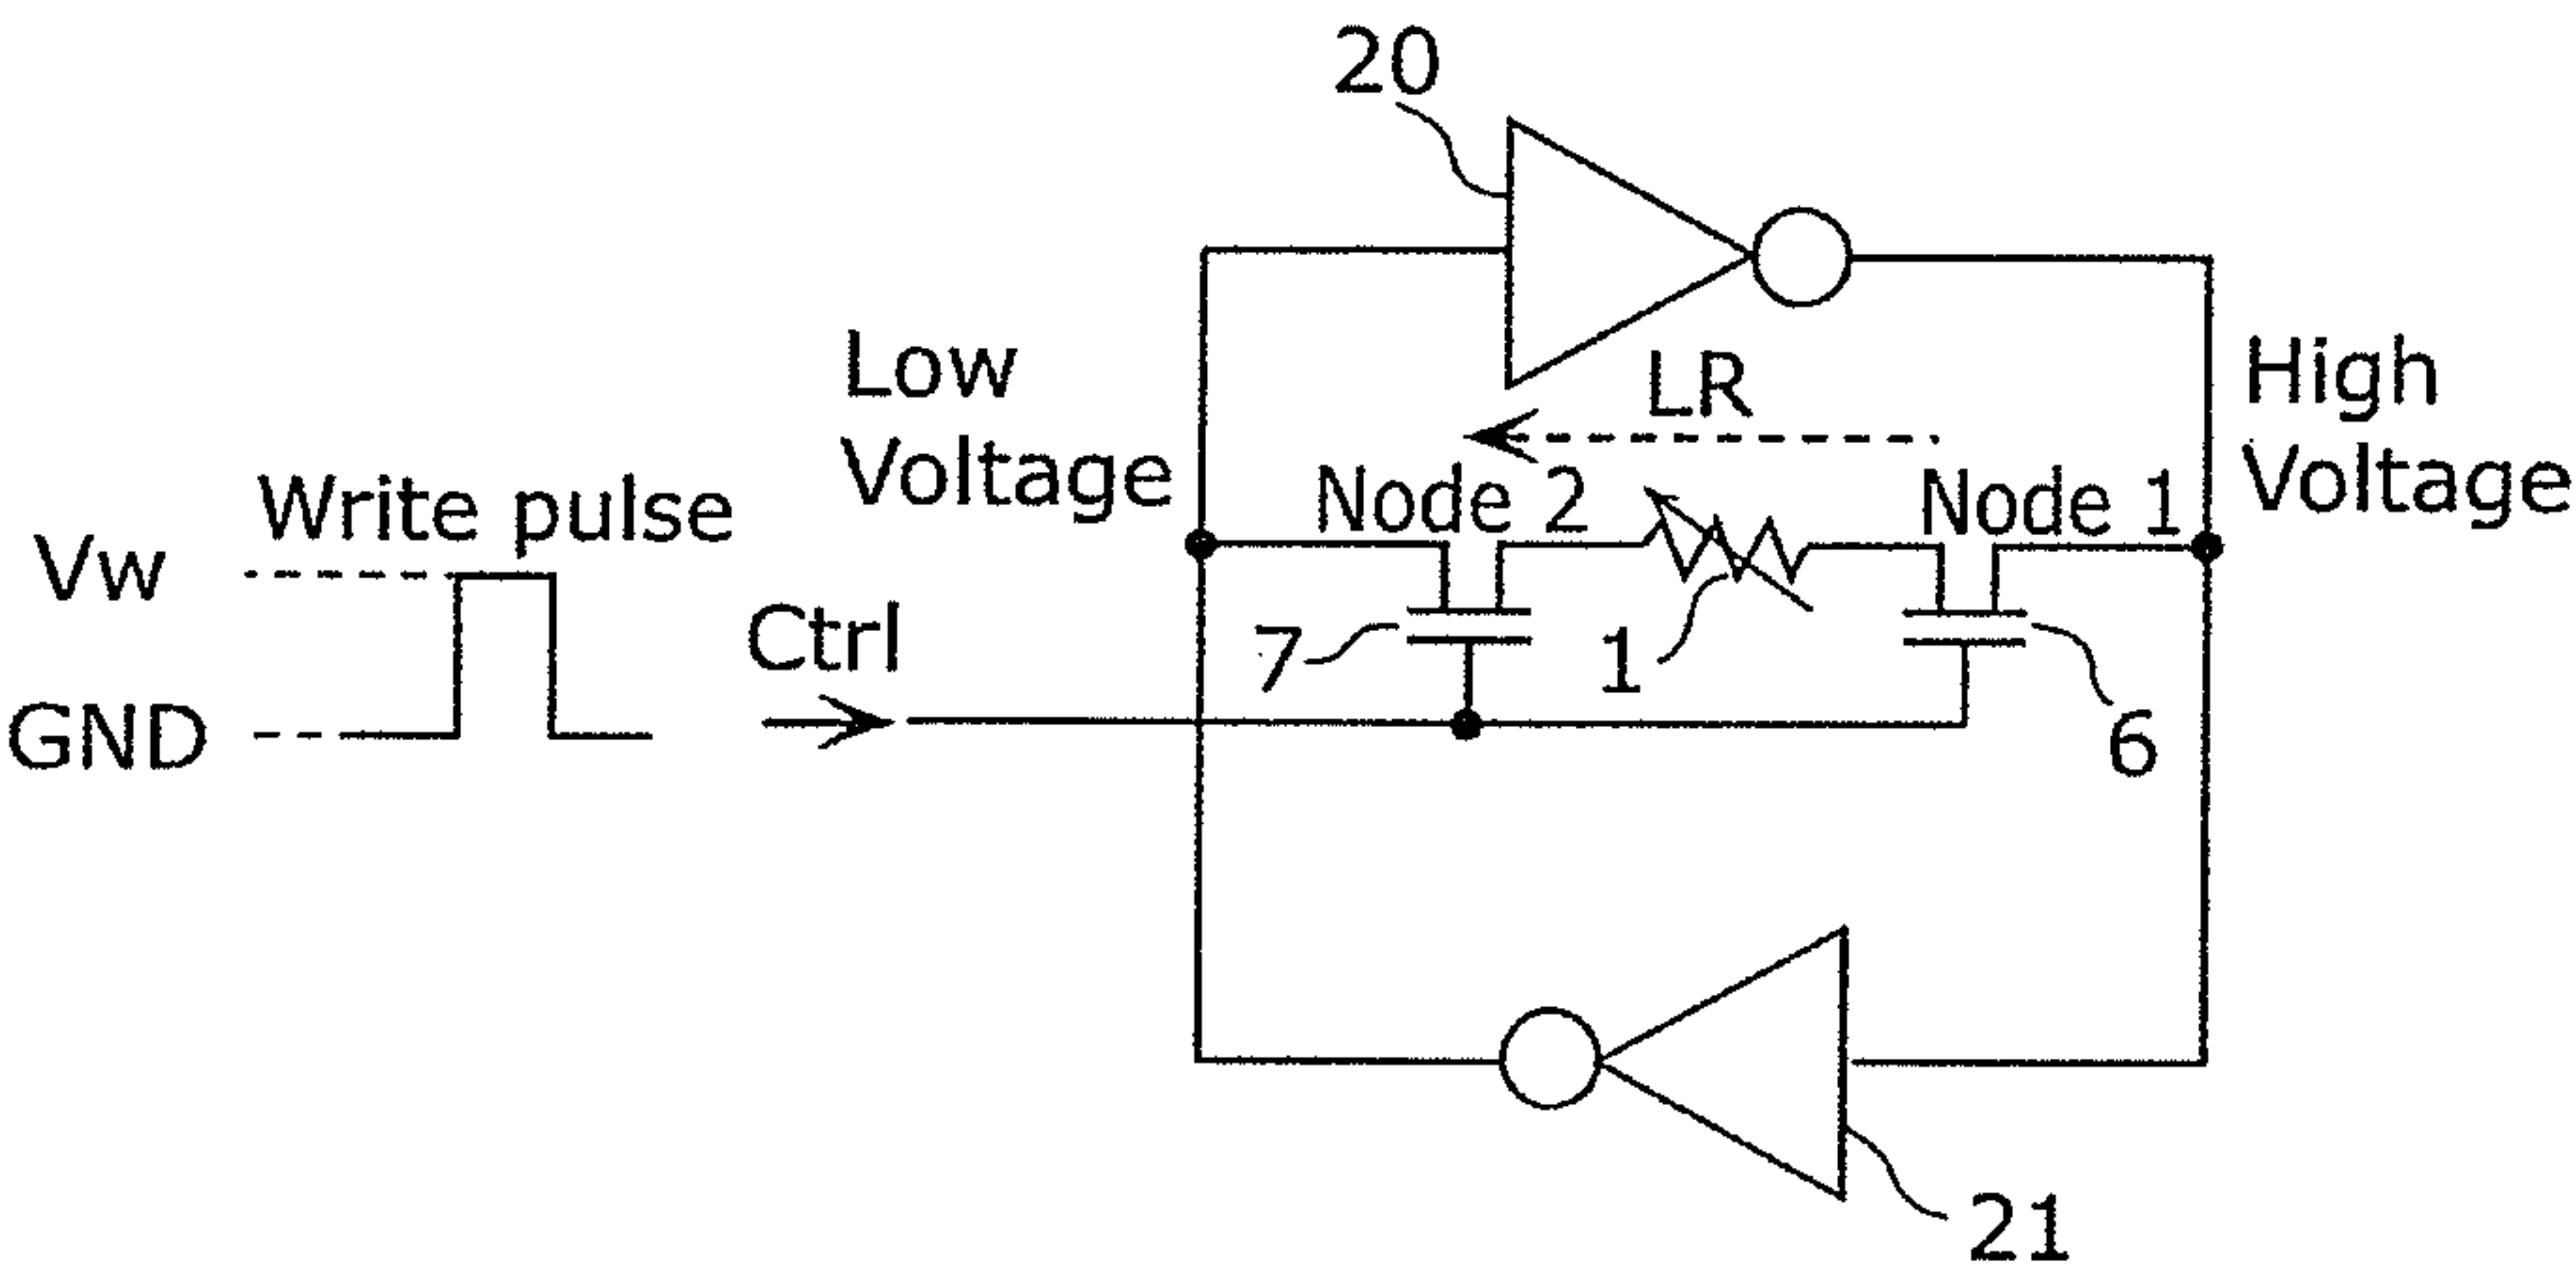 20
Low
Voltage
LR
High
Voltage
Write pulse
Node 2
Node 1
Vw
Ctrl
7
1
6
GND
21